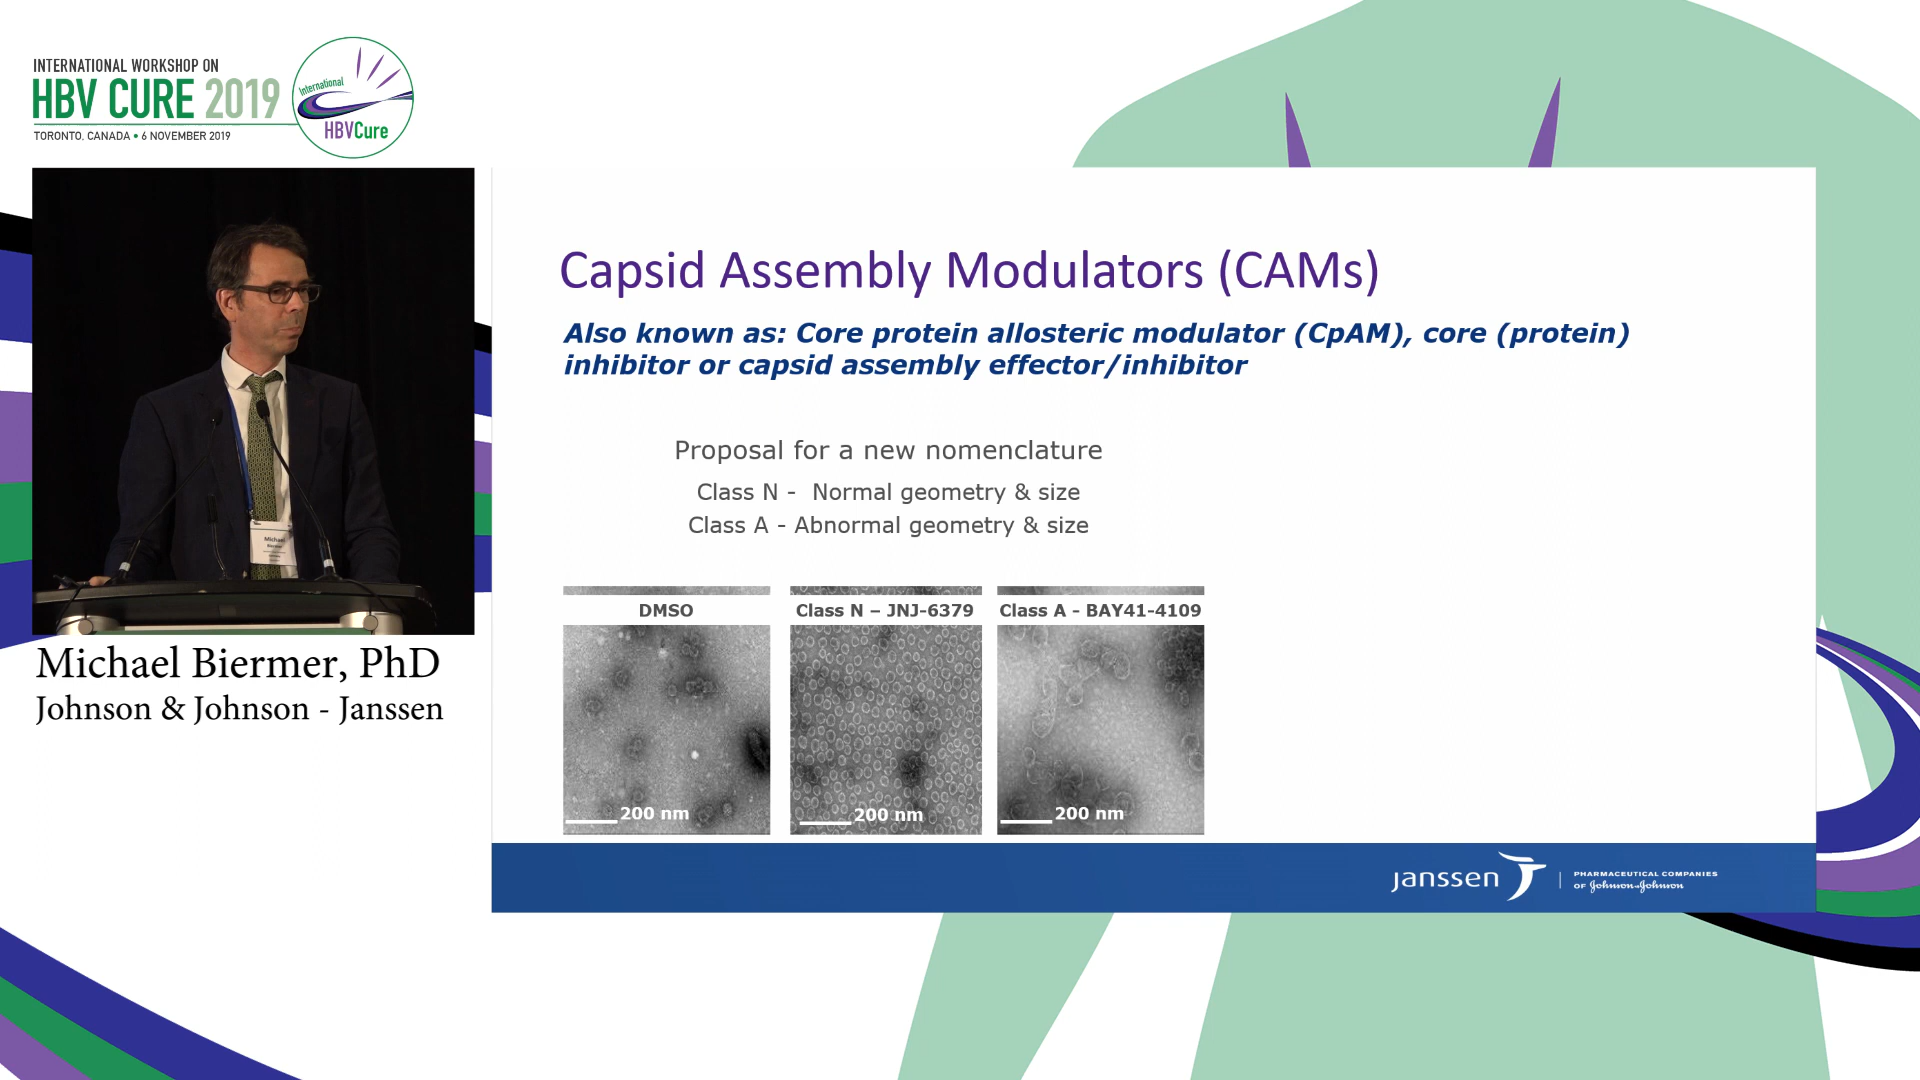 INTERNATIONAL WORKSHOP ON
HBV CURE 2019
TORONTO, CANADA • 6 NOVEMBER 2019
International
HBVCure
Michael
Michael Biermer, PhD
Johnson & Johnson - Janssen
Capsid Assembly Modulators (CAMs)
Also known as: Core protein allosteric modulator (CpAM), core (protein)
inhibitor or capsid assembly effector/inhibitor
Proposal for a new nomenclature
Class N - Normal geometry & size
Class A - Abnormal geometry & size
DMSO
Class N – JNJ-6379
Class A - BAY41-4109
200 nm
200 nm
200 nm
janssen
PHARMACEUTICAL COMPANIES
OF Johnson & Johnson